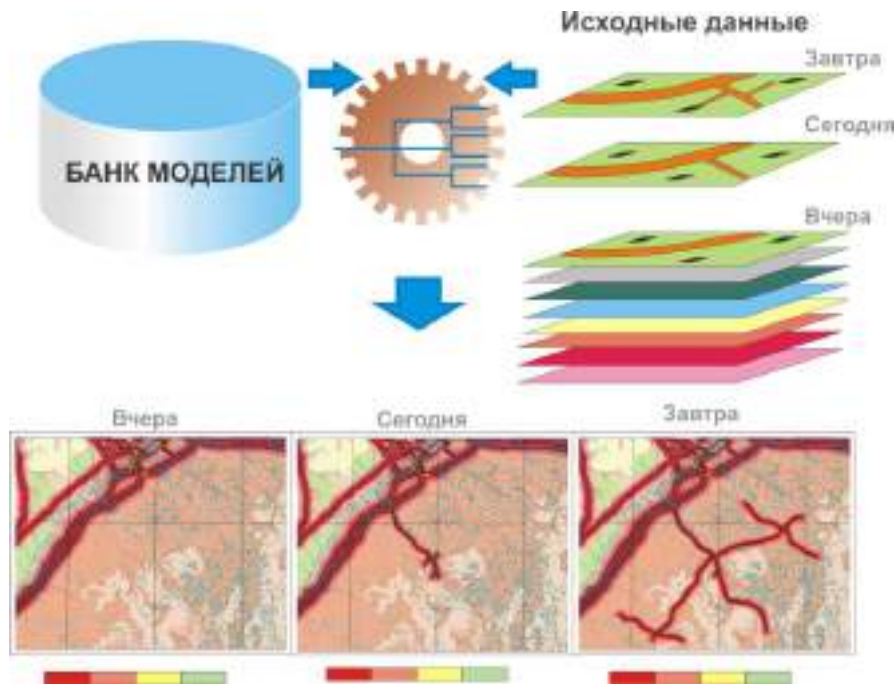 Исходные данные
Завтра
Сегодня
Вчера
БАНК МОДЕЛЕЙ
Вчера
Сегодня
Завтра